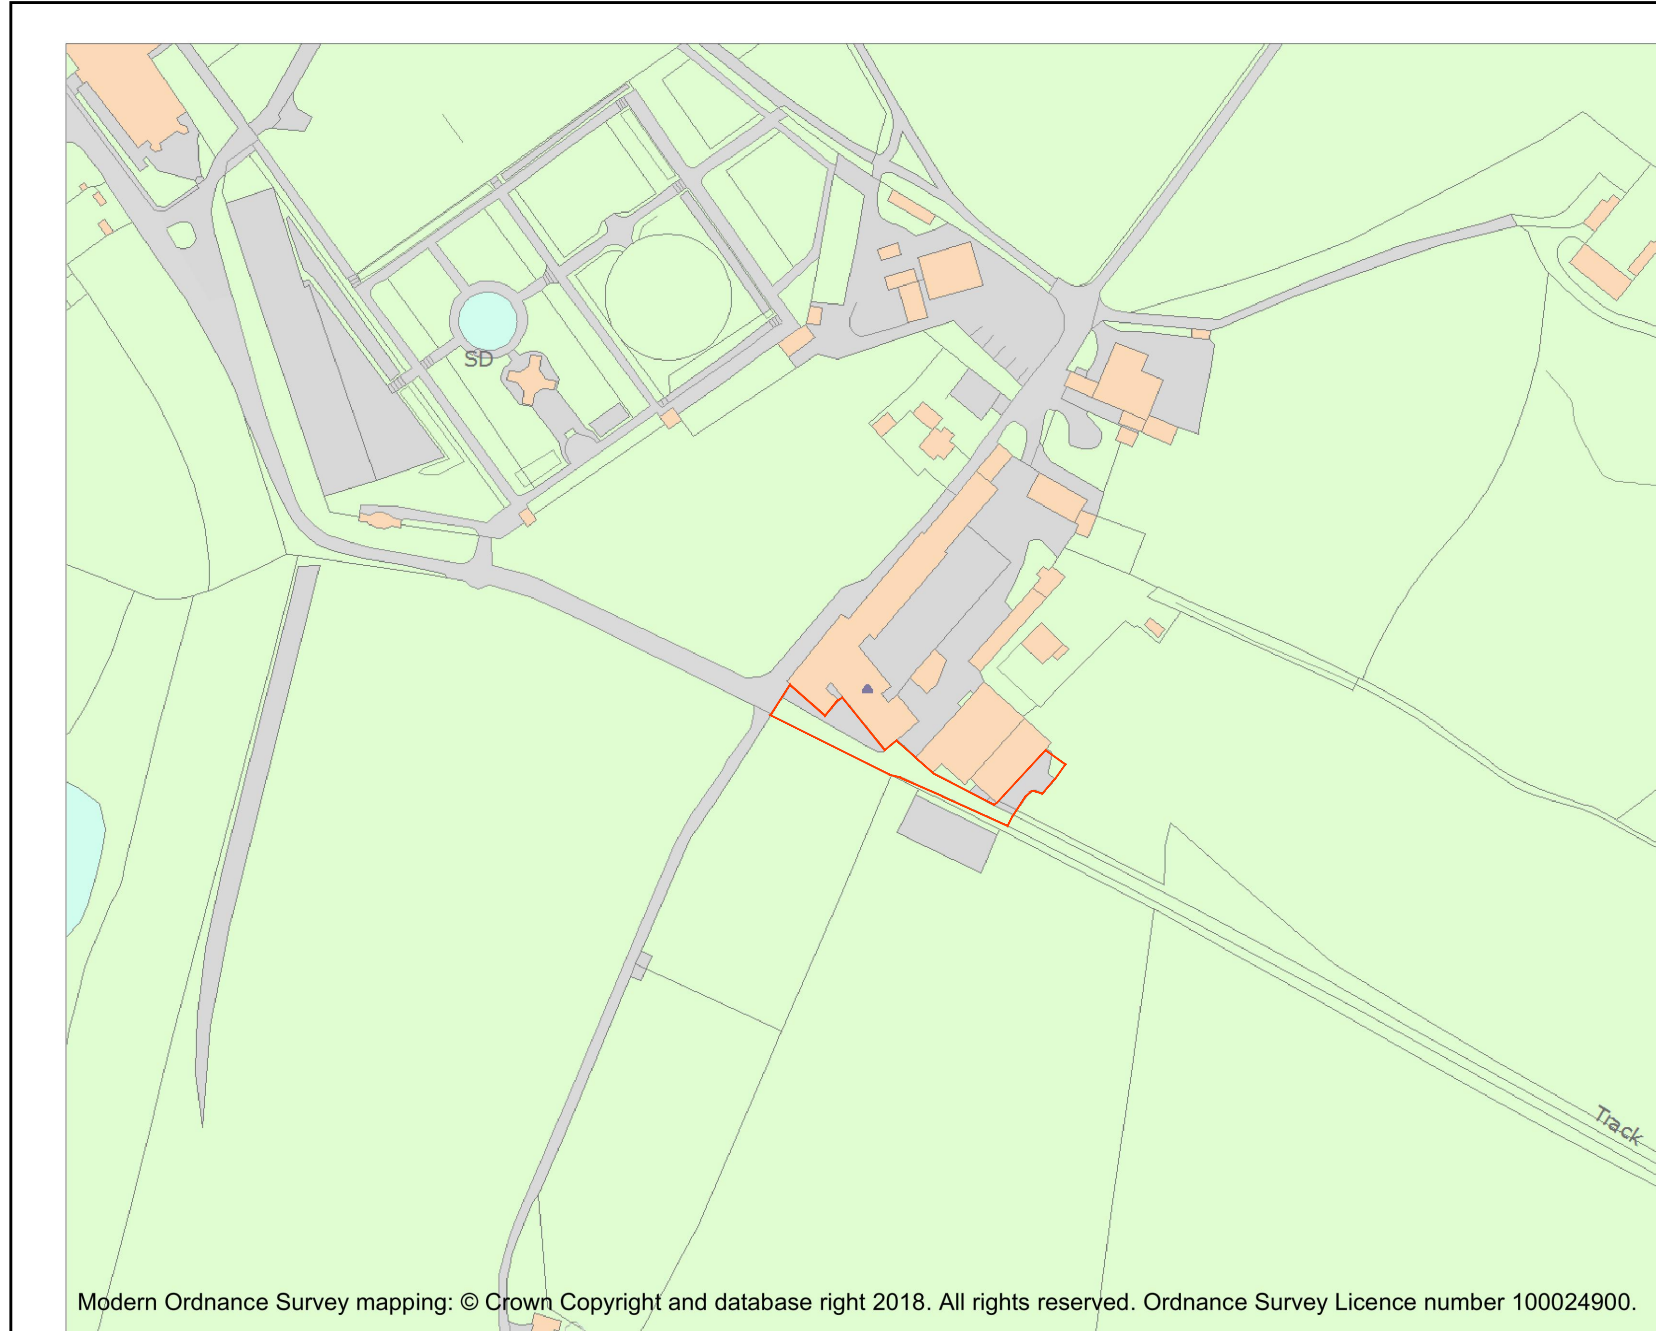 SD
Track
Modern Ordnance Survey mapping: © Crown Copyright and database right 2018. All rights reserved. Ordnance Survey Licence number 100024900.